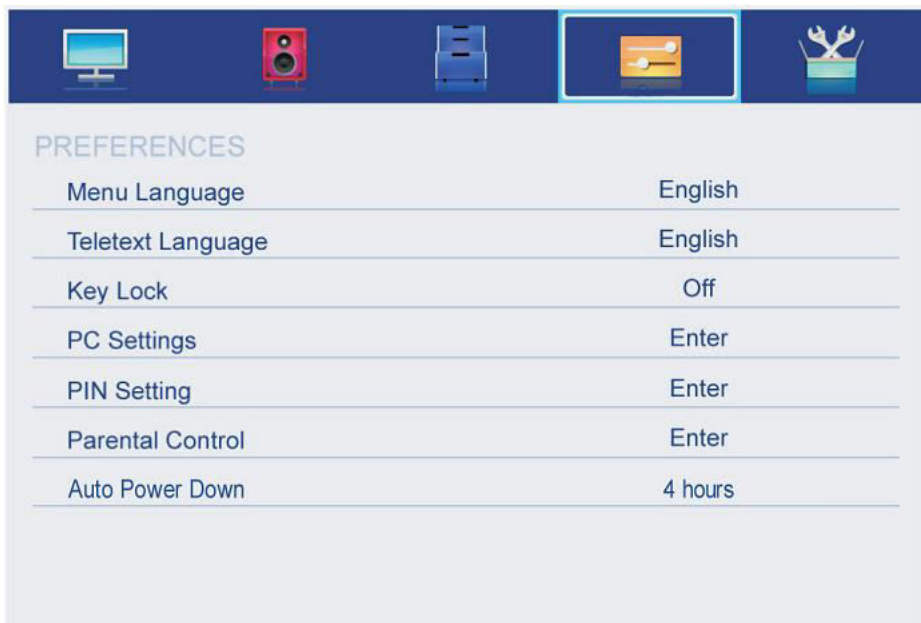 PREFERENCES
Menu Language English
Teletext Language English
Key Lock Off
PC Settings Enter
PIN Setting Enter
Parental Control Enter
Auto Power Down 4 hours